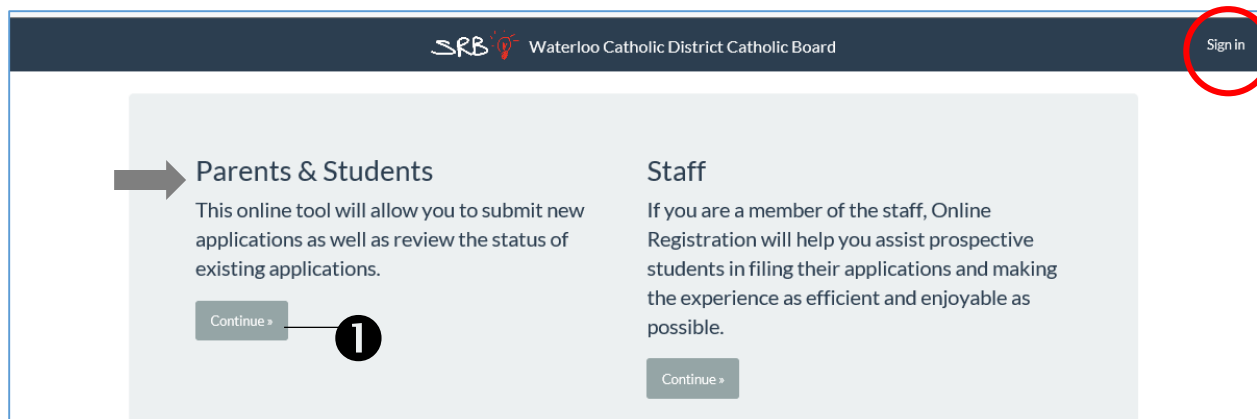 SRB Waterloo Catholic District Catholic Board
Sign in
Parents & Students
This online tool will allow you to submit new
applications as well as review the status of
existing applications.
Continue »
1
Staff
If you are a member of the staff, Online
Registration will help you assist prospective
students in filing their applications and making
the experience as efficient and enjoyable as
possible.
Continue »